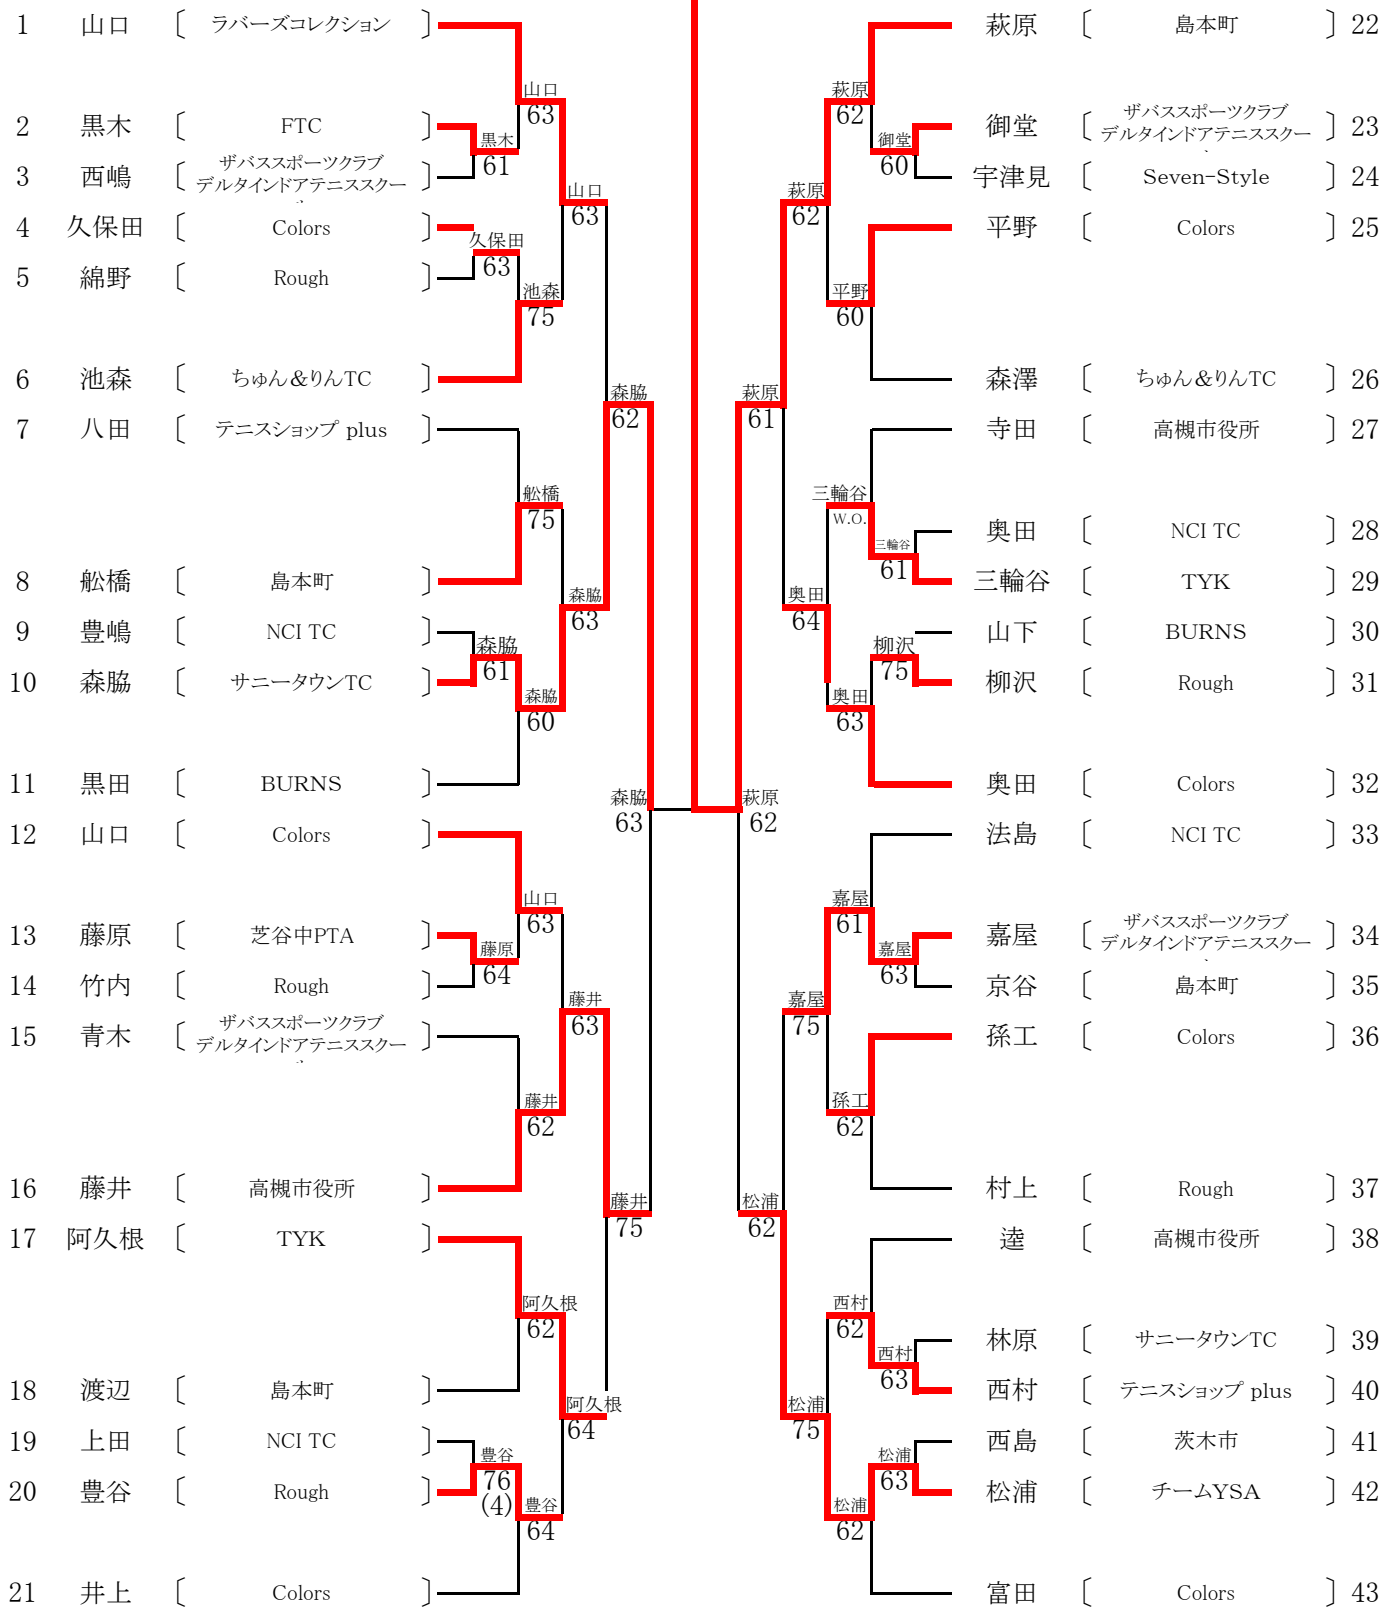 1 山口 〔 ラバーズコレクション 〕
2 黒木 〔 FTC 〕
3 西嶋 〔 ザバススポーツクラブ
デルタインドアテニススクー 〕
4 久保田 〔 Colors 〕
5 綿野 〔 Rough 〕
6 池森 〔 ちゅん&りんTC 〕
7 八田 〔 テニスショップ plus 〕
8 舩橋 〔 島本町 〕
9 豊嶋 〔 NCI TC 〕
10 森脇 〔 サニータウンTC 〕
11 黒田 〔 BURNS 〕
12 山口 〔 Colors 〕
13 藤原 〔 芝谷中PTA 〕
14 竹内 〔 Rough 〕
15 青木 〔 ザバススポーツクラブ
デルタインドアテニススクー 〕
16 藤井 〔 高槻市役所 〕
17 阿久根 〔 TYK 〕
18 渡辺 〔 島本町 〕
19 上田 〔 NCI TC 〕
20 豊谷 〔 Rough 〕
21 井上 〔 Colors 〕
黒木
61
久保田
63
森脇
61
藤原
64
豊谷
76
(4)
山口
63
池森
75
舩橋
75
森脇
60
山口
63
藤井
62
阿久根
62
豊谷
64
山口
63
森脇
63
藤井
63
阿久根
64
森脇
62
藤井
75
森脇
63
萩原
62
萩原
61
松浦
62
萩原
62
奥田
64
嘉屋
75
松浦
75
萩原
62
平野
60
三輪谷
W.O.
奥田
63
嘉屋
61
孫工
62
西村
62
松浦
62
御堂
60
三輪谷
61
柳沢
75
嘉屋
63
西村
63
松浦
63
萩原 〔 島本町 〕 22
御堂 〔 ザバススポーツクラブ
デルタインドアテニススクー 〕 23
宇津見 〔 Seven-Style 〕 24
平野 〔 Colors 〕 25
森澤 〔 ちゅん&りんTC 〕 26
寺田 〔 高槻市役所 〕 27
奥田 〔 NCI TC 〕 28
三輪谷 〔 TYK 〕 29
山下 〔 BURNS 〕 30
柳沢 〔 Rough 〕 31
奥田 〔 Colors 〕 32
法島 〔 NCI TC 〕 33
嘉屋 〔 ザバススポーツクラブ
デルタインドアテニススクー 〕 34
京谷 〔 島本町 〕 35
孫工 〔 Colors 〕 36
村上 〔 Rough 〕 37
逵 〔 高槻市役所 〕 38
林原 〔 サニータウンTC 〕 39
西村 〔 テニスショップ plus 〕 40
西島 〔 茨木市 〕 41
松浦 〔 チームYSA 〕 42
富田 〔 Colors 〕 43